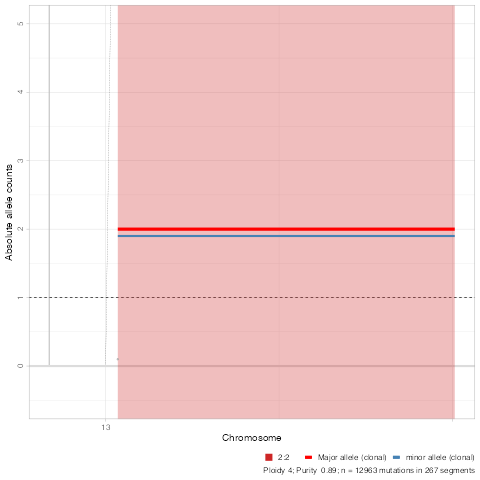 Absolute allele counts
5
4
3
2
1
0
13
Chromosome
2:2 Major allele (clonal) minor allele (clonal)
Ploidy 4; Purity 0.89; n = 12963 mutations in 267 segments